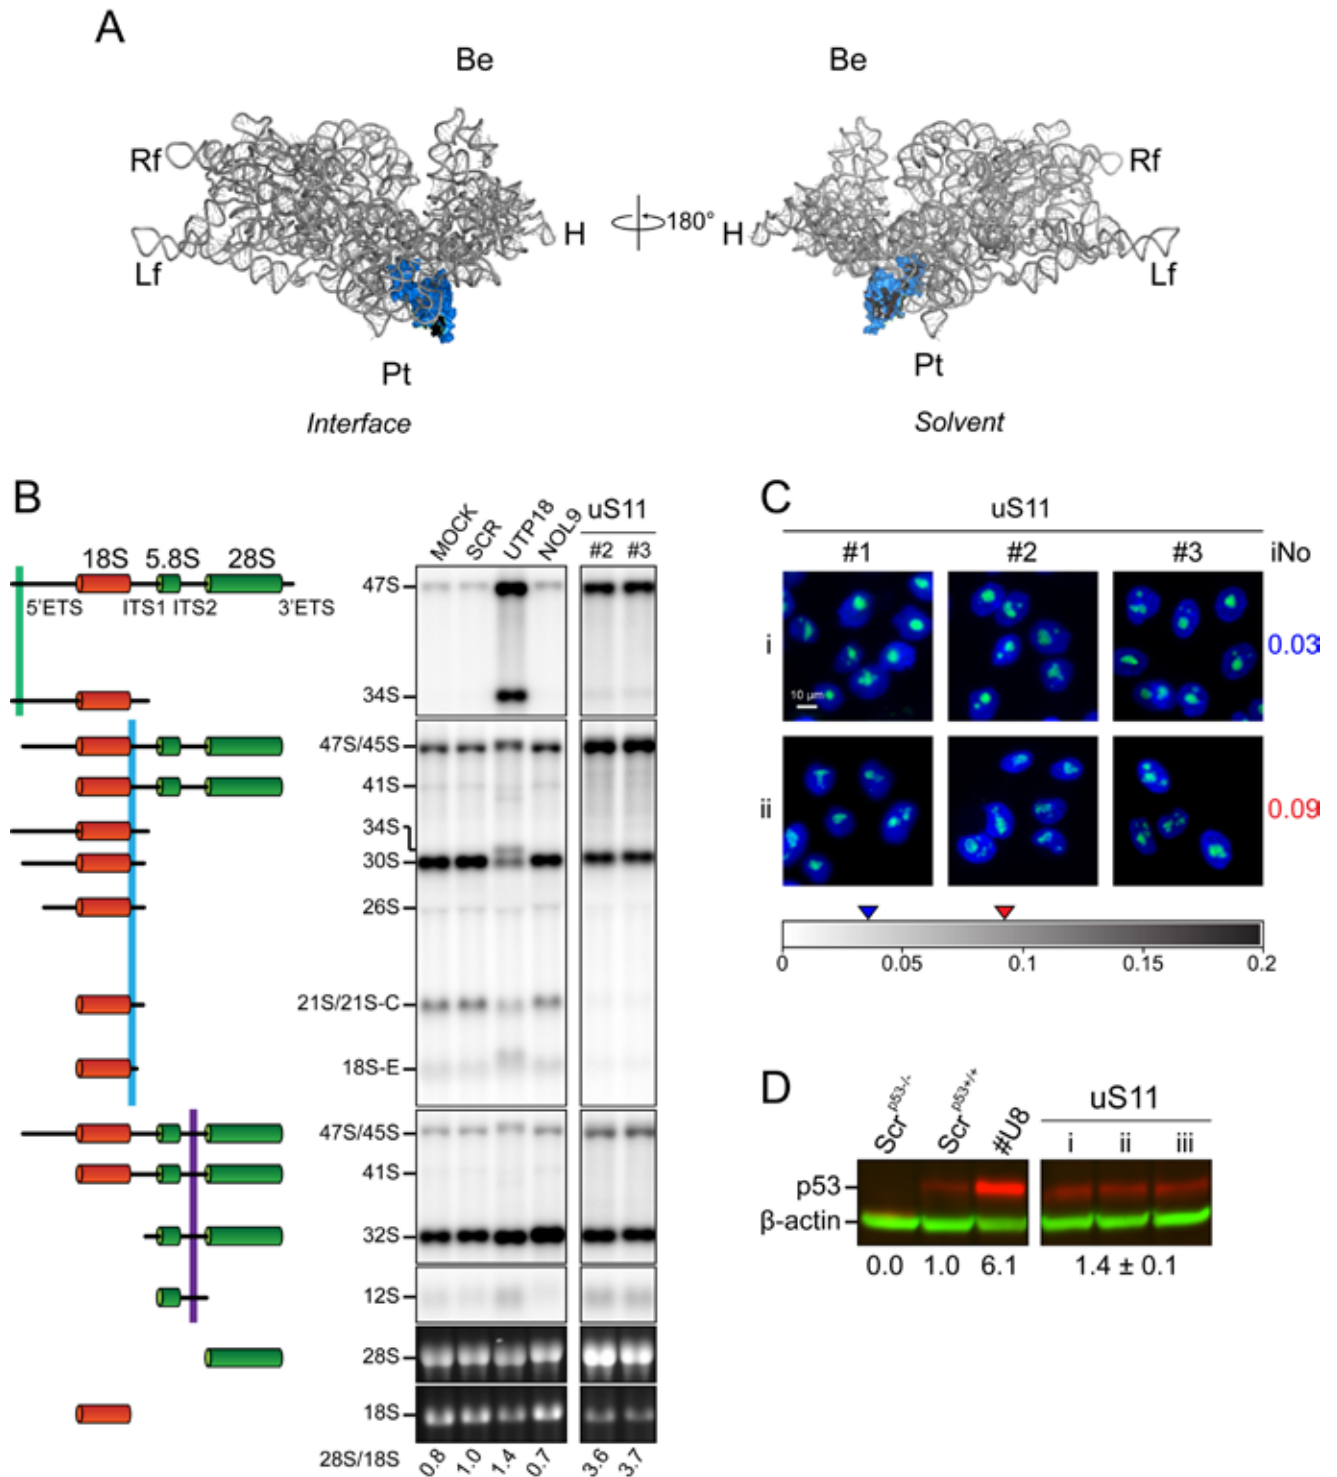 A
Be
Be
Rf
Rf
H
180°
H
Lf
Lf
Pt
Pt
Interface
Solvent
B
MOCK
SCR
UTP18
NOL9
uS11
#2
#3
18S
5.8S
28S
5'ETS
ITS1
ITS2
3'ETS
47S
34S
47S/45S
41S
34S
30S
26S
21S/21S-C
18S-E
47S/45S
41S
32S
12S
28S
18S
28S/18S
0.8
1.0
1.4
0.7
3.6
3.7
C
uS11
#1
#2
#3
iNo
i
10 µm
0.03
ii
0.09
0
0.05
0.1
0.15
0.2
D
Scr p53-/-
Scr p53+/+
#U8
uS11
i
ii
iii
p53
β-actin
0.0
1.0
6.1
1.4 ± 0.1